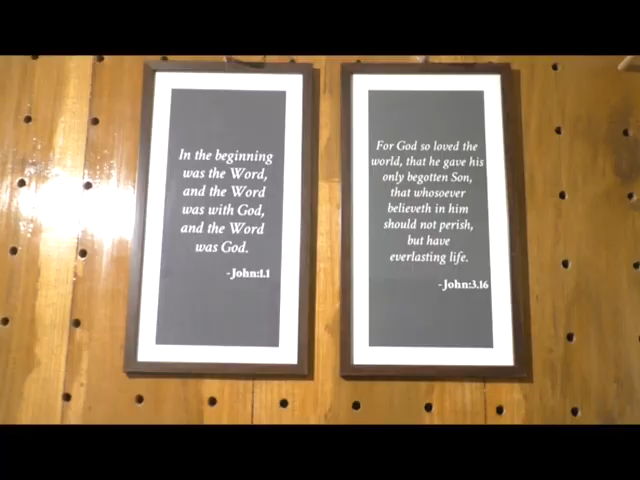 In the beginning
was the Word,
and the Word
was with God,
and the Word
was God.
-John:1.1
For God so loved the
world, that he gave his
only begotten Son,
that whosoever
believeth in him
should not perish,
but have
everlasting life.
-John:3.16